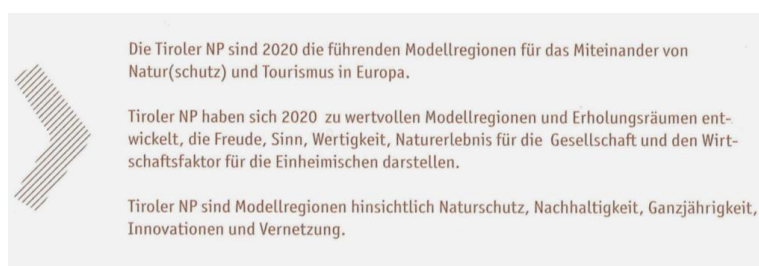 Die Tiroler NP sind 2020 die führenden Modellregionen für das Miteinander von
Natur(schutz) und Tourismus in Europa.
Tiroler NP haben sich 2020 zu wertvollen Modellregionen und Erholungsräumen ent-
wickelt, die Freude, Sinn, Wertigkeit, Naturerlebnis für die Gesellschaft und den Wirt-
schaftsfaktor für die Einheimischen darstellen.
Tiroler NP sind Modellregionen hinsichtlich Naturschutz, Nachhaltigkeit, Ganzjährigkeit,
Innovationen und Vernetzung.